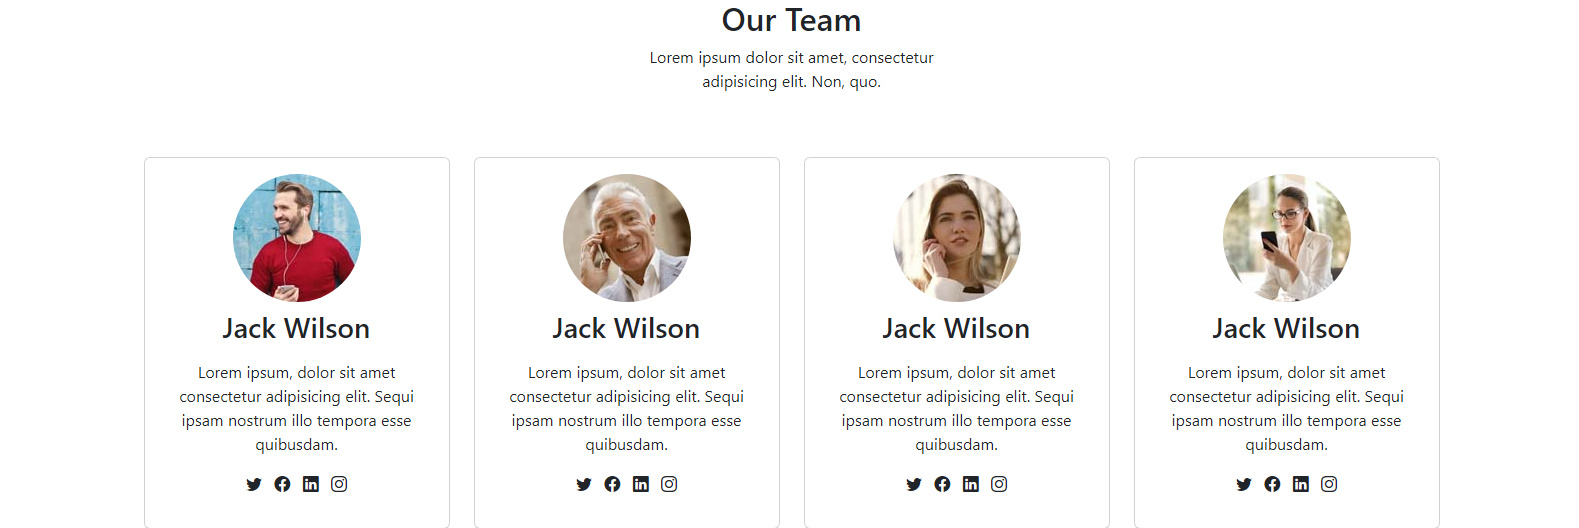 Our Team
Lorem ipsum dolor sit amet, consectetur
adipisicing elit. Non, quo.
Jack Wilson
Lorem ipsum, dolor sit amet
consectetur adipisicing elit. Sequi
ipsam nostrum illo tempora esse
quibusdam.
Jack Wilson
Lorem ipsum, dolor sit amet
consectetur adipisicing elit. Sequi
ipsam nostrum illo tempora esse
quibusdam.
Jack Wilson
Lorem ipsum, dolor sit amet
consectetur adipisicing elit. Sequi
ipsam nostrum illo tempora esse
quibusdam.
Jack Wilson
Lorem ipsum, dolor sit amet
consectetur adipisicing elit. Sequi
ipsam nostrum illo tempora esse
quibusdam.